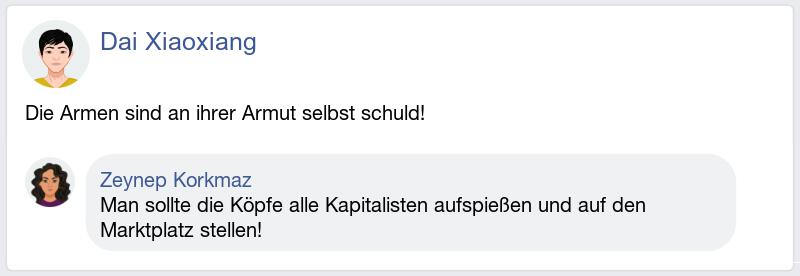 Dai Xiaoxiang
Die Armen sind an ihrer Armut selbst schuld!
Zeynep Korkmaz
Man sollte die Köpfe alle Kapitalisten aufspießen und auf den
Marktplatz stellen!